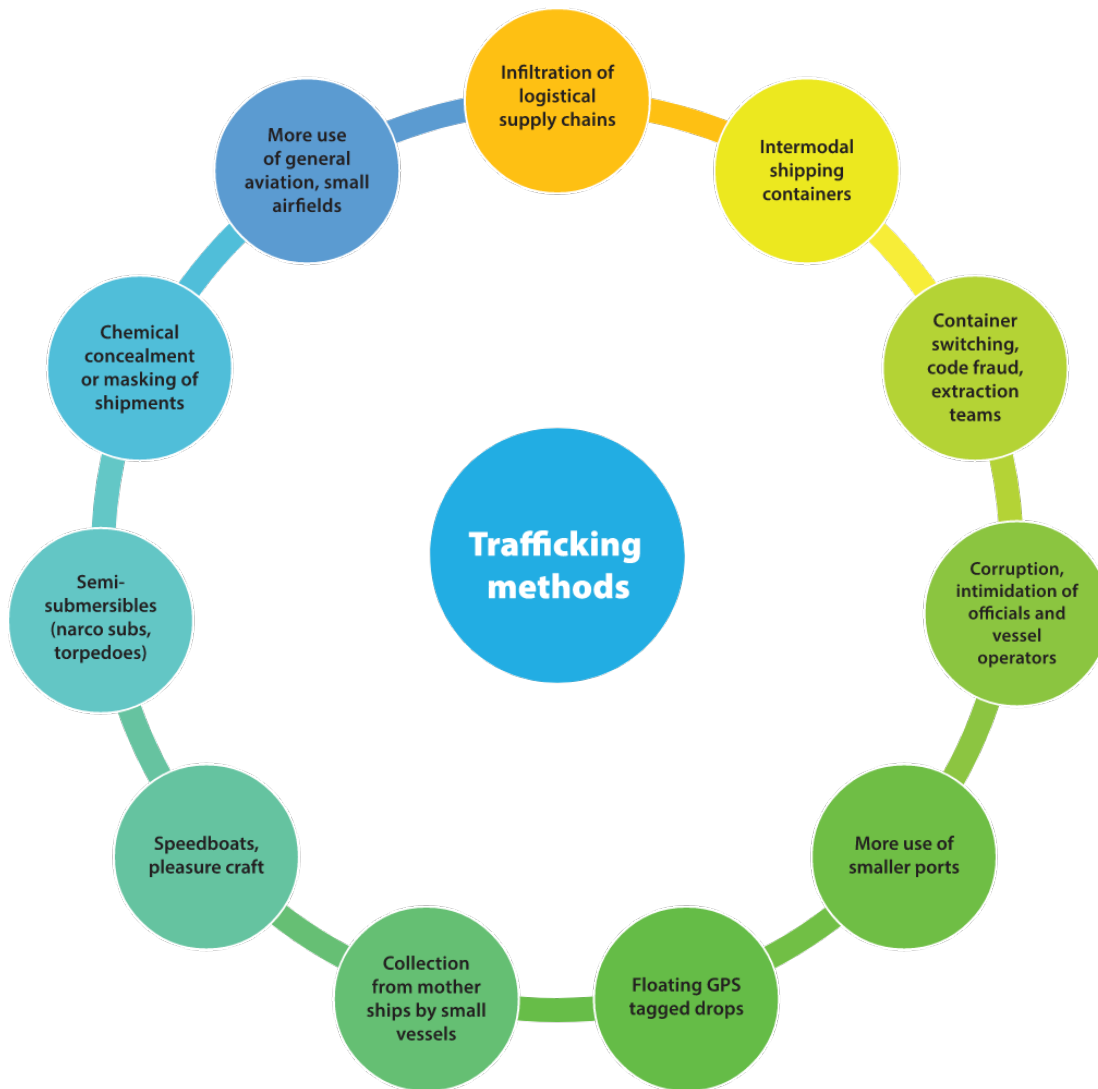 Infiltration of
logistical
supply chains
Intermodal
shipping
containers
Container
switching,
code fraud,
extraction
teams
Corruption,
intimidation of
officials and
vessel
operators
More use of
smaller ports
Floating GPS
tagged drops
Collection
from mother
ships by small
vessels
Speedboats,
pleasure craft
Semi-
submersibles
(narco subs,
torpedoes)
Chemical
concealment
or masking of
shipments
More use
of general
aviation, small
airfields
Trafficking
methods